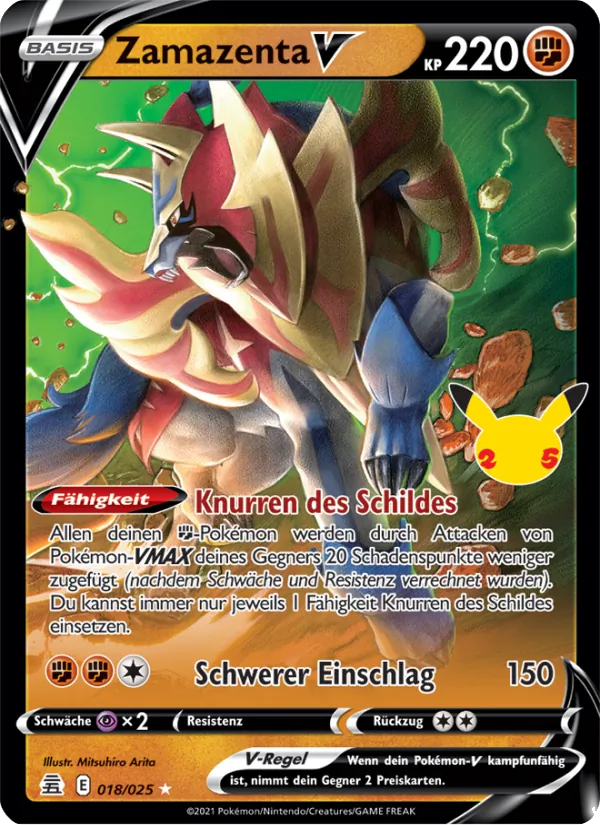 BASIS Zamazenta V KP 220
2 5
Fähigkeit Knurren des Schildes
Allen deinen -Pokémon werden durch Attacken von
Pokémon-VMAX deines Gegners 20 Schadenspunkte weniger
zugefügt (nachdem Schwäche und Resistenz verrechnet wurden).
Du kannst immer nur jeweils 1 Fähigkeit Knurren des Schildes
einsetzen.
Schwerer Einschlag 150
Schwäche ×2 Resistenz Rückzug
Illustr. Mitsuhiro Arita
V-Regel Wenn dein Pokémon-V kampfunfähig
ist, nimmt dein Gegner 2 Preiskarten.
E 018/025
©2021 Pokémon/Nintendo/Creatures/GAME FREAK